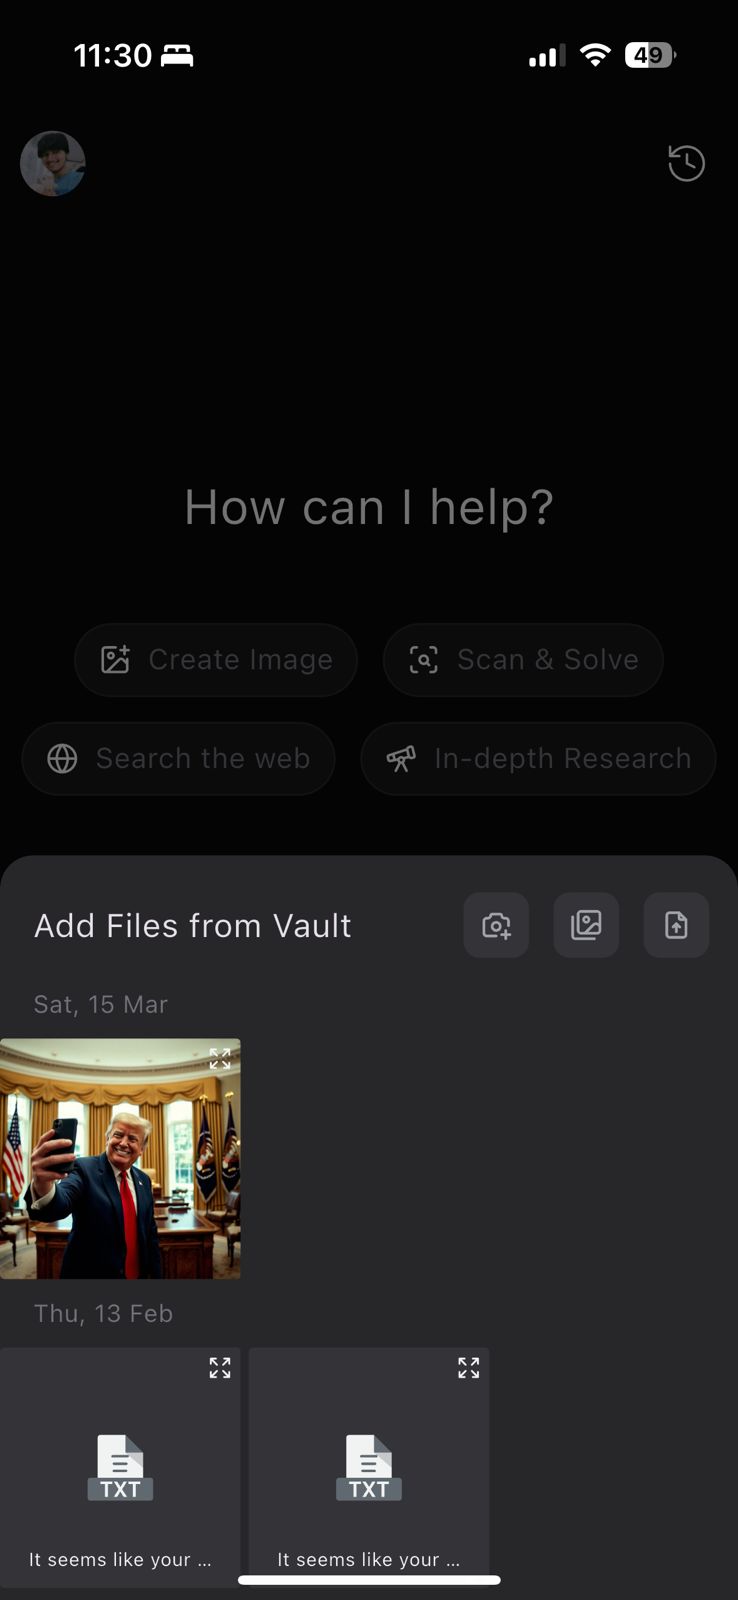 11:30
49
How can I help?
Create Image
Scan & Solve
Search the web
In-depth Research
Add Files from Vault
Sat, 15 Mar
Thu, 13 Feb
TXT
TXT
It seems like your ...
It seems like your ...